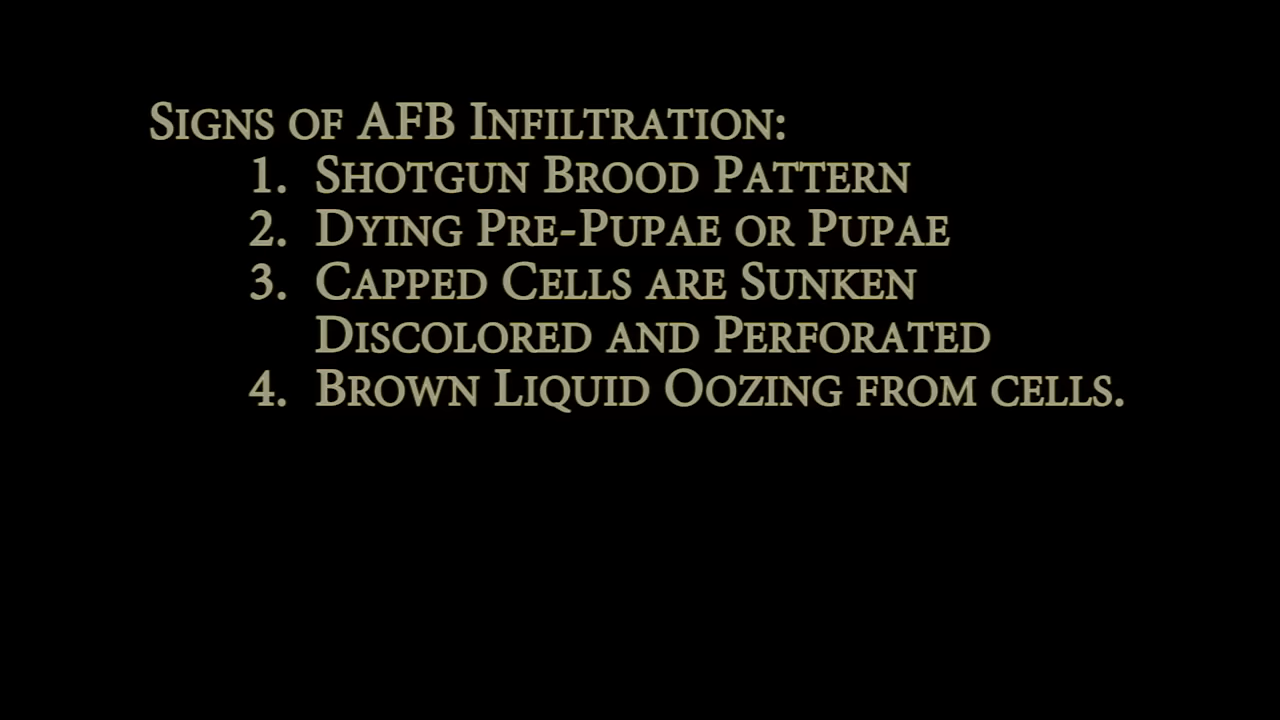 Signs of AFB Infiltration:
1. Shotgun Brood Pattern
2. Dying Pre-Pupae or Pupae
3. Capped Cells are Sunken
Discolored and Perforated
4. Brown Liquid Oozing from cells.